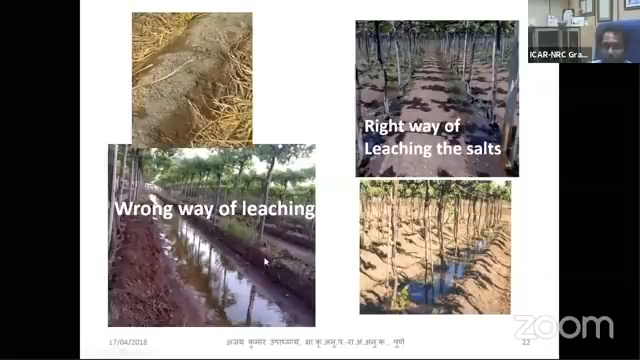 ICAR-NRC Gra...
Right way of
Leaching the salts
Wrong way of leaching
17/04/2018
अजय कुमार उपाध्याय, भा.कृ.अनु.प.-रा.अं.अनु.के., पुणे
22
zoom